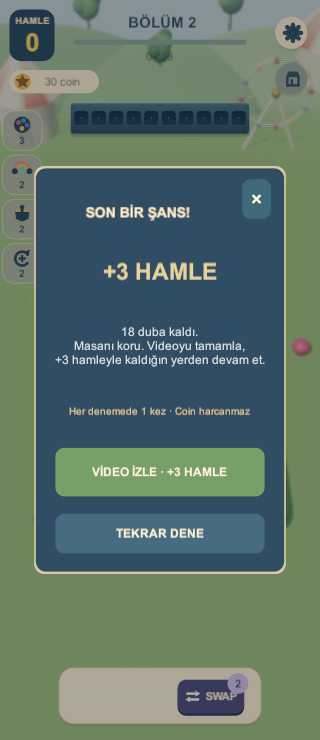 HAMLE
0
BÖLÜM 2
30 coin
3
2
2
2
SON BİR ŞANS!
×
+3 HAMLE
18 duba kaldı.
Masanı koru. Videoyu tamamla,
+3 hamleyle kaldığın yerden devam et.
Her denemede 1 kez · Coin harcanmaz
VİDEO İZLE · +3 HAMLE
TEKRAR DENE
2
SWAP